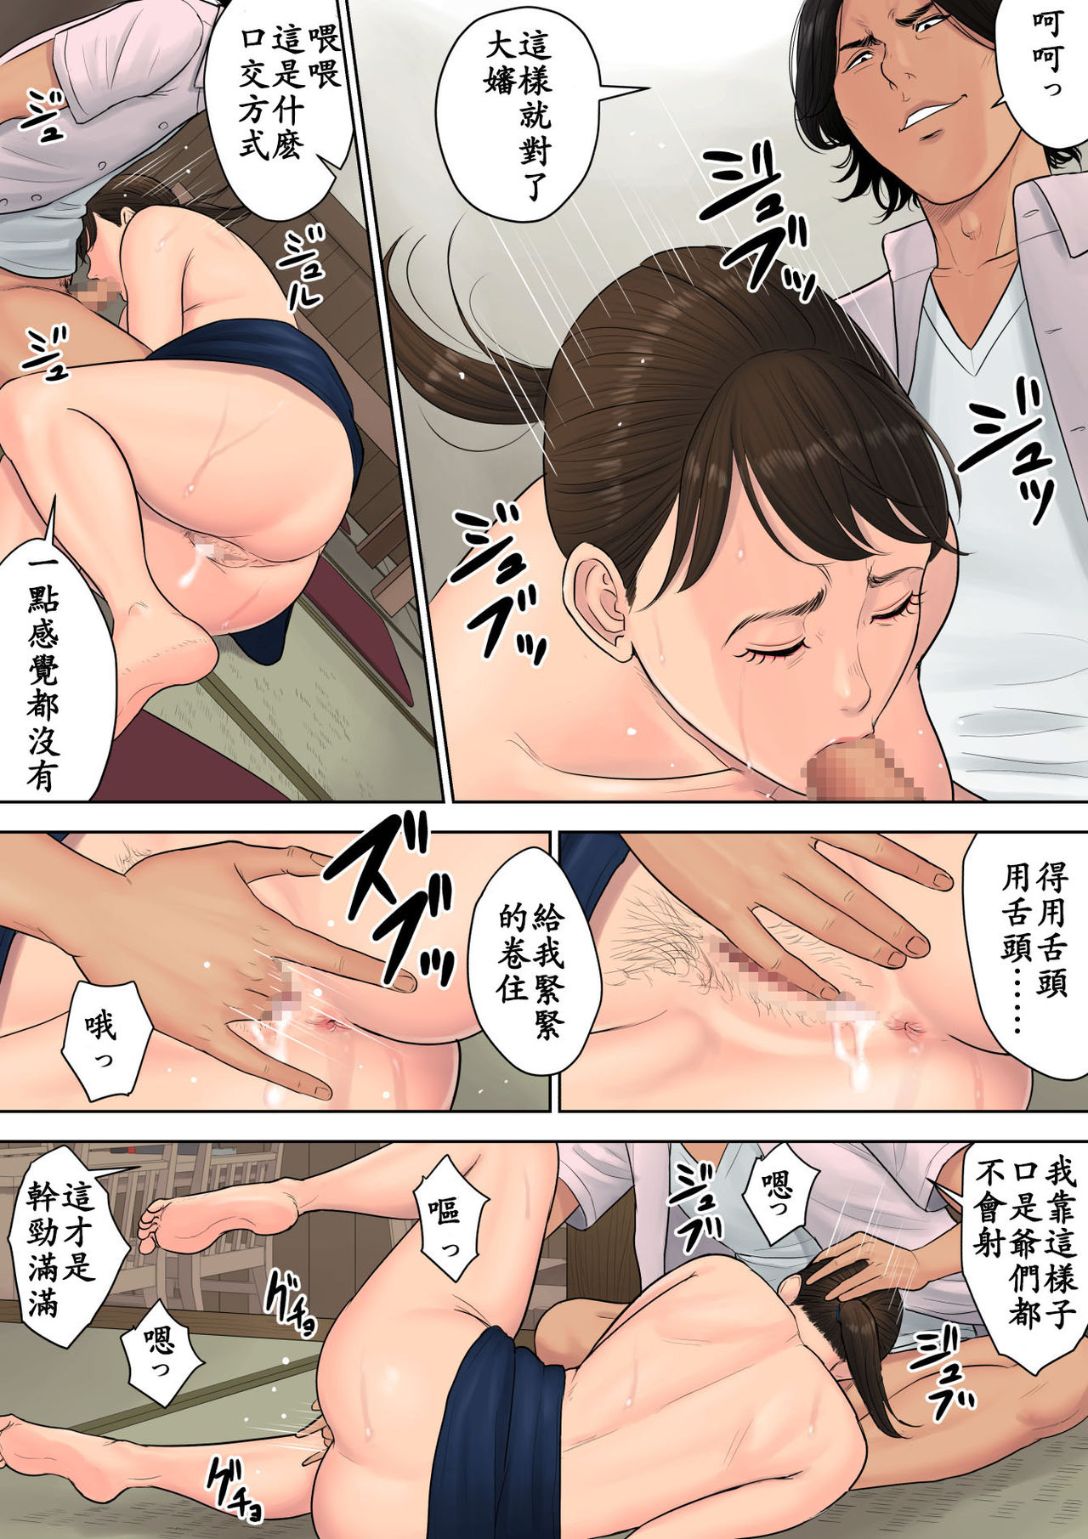 呵呵っ
這樣就對了
大嬸
ジュ
ブッ
ジュッ
ジュ
ブッ
喂喂
這是什麼
口交方式
ジュ
ジュル
ジュ
一點感覺都沒有
得用舌頭
用舌頭……
給我緊緊
的卷住
ズブッ
哦っ
我靠這樣子
口是爺們都
不會射
嗯っ
ジュブ
嘔っ
ジュブ
這才是
幹勁滿滿
嗯っ
グチョ
グチョ